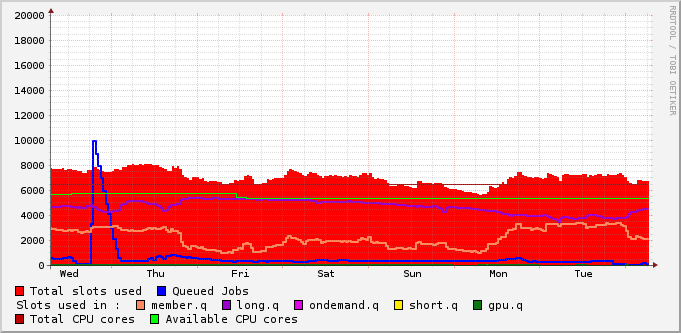 20000
18000
16000
14000
12000
10000
8000
6000
4000
2000
0
Wed Thu Fri Sat Sun Mon Tue
RRDTOOL / TOBI OETIKER
Total slots used Queued Jobs
Slots used in : member.q long.q ondemand.q short.q gpu.q
Total CPU cores Available CPU cores